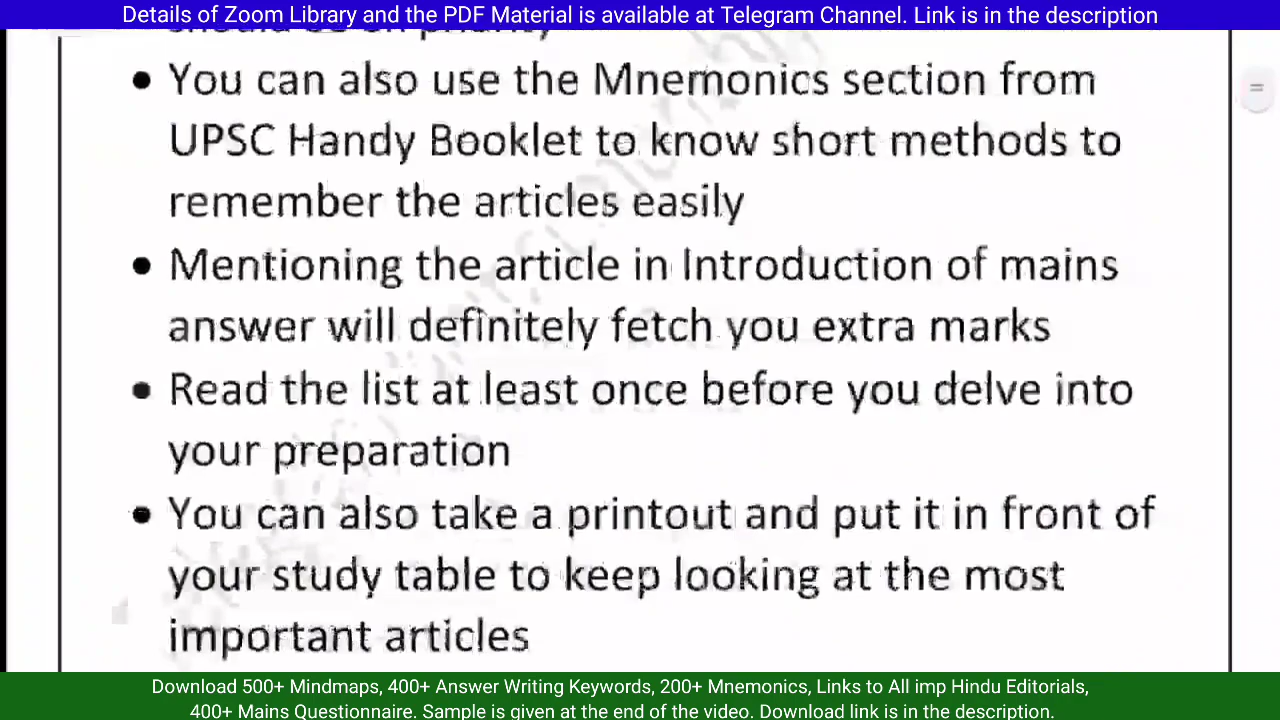 Details of Zoom Library and the PDF Material is available at Telegram Channel. Link is in the description
• You can also use the Mnemonics section from
UPSC Handy Booklet to know short methods to
remember the articles easily
• Mentioning the article in Introduction of mains
answer will definitely fetch you extra marks
• Read the list at least once before you delve into
your preparation
• You can also take a printout and put it in front of
your study table to keep looking at the most
important articles
Download 500+ Mindmaps, 400+ Answer Writing Keywords, 200+ Mnemonics, Links to All imp Hindu Editorials,
400+ Mains Questionnaire. Sample is given at the end of the video. Download link is in the description.